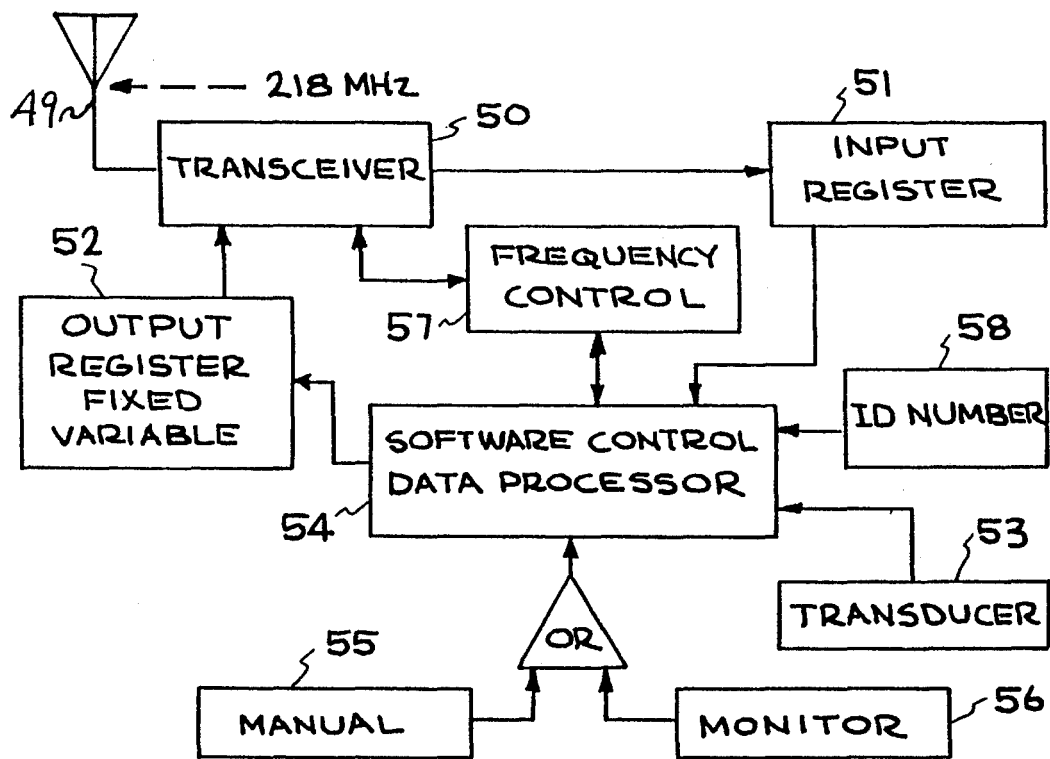 49
218 MHz
50
TRANSCEIVER
51
INPUT
REGISTER
52
OUTPUT
REGISTER
FIXED
VARIABLE
FREQUENCY
CONTROL
57
58
ID NUMBER
SOFTWARE CONTROL
DATA PROCESSOR
54
53
TRANSDUCER
OR
55
MANUAL
MONITOR
56